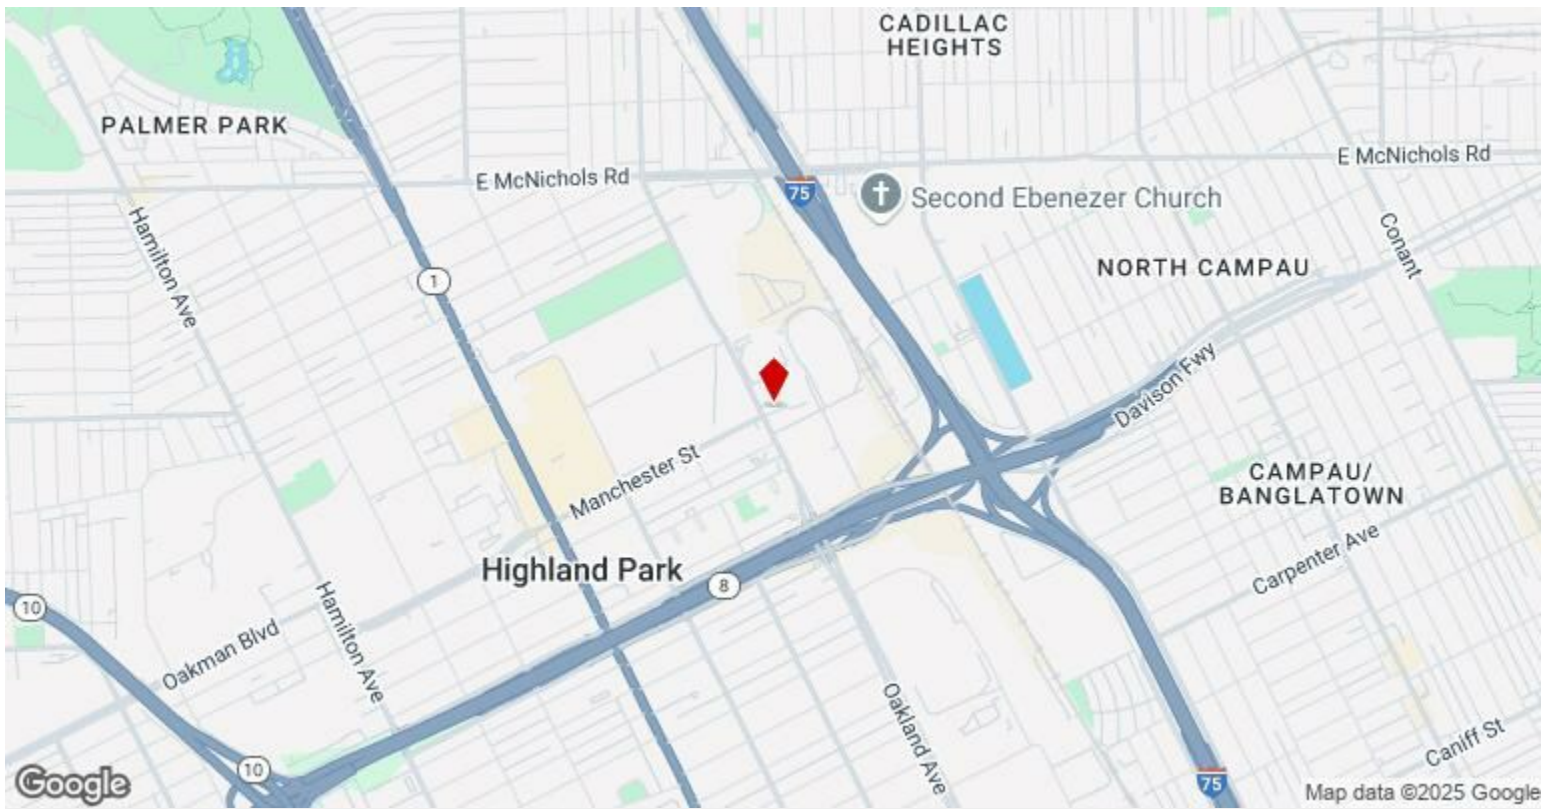 CADILLAC
HEIGHTS
PALMER PARK
E McNichols Rd
E McNichols Rd
75
Second Ebenezer Church
Hamilton Ave
Conant
NORTH CAMPAU
1
Davison Fwy
Manchester St
CAMPAU/
BANGLATOWN
Carpenter Ave
Highland Park
8
10
Oakman Blvd
Hamilton Ave
Oakland Ave
Caniff St
10
75
Google
Map data ©2025 Google